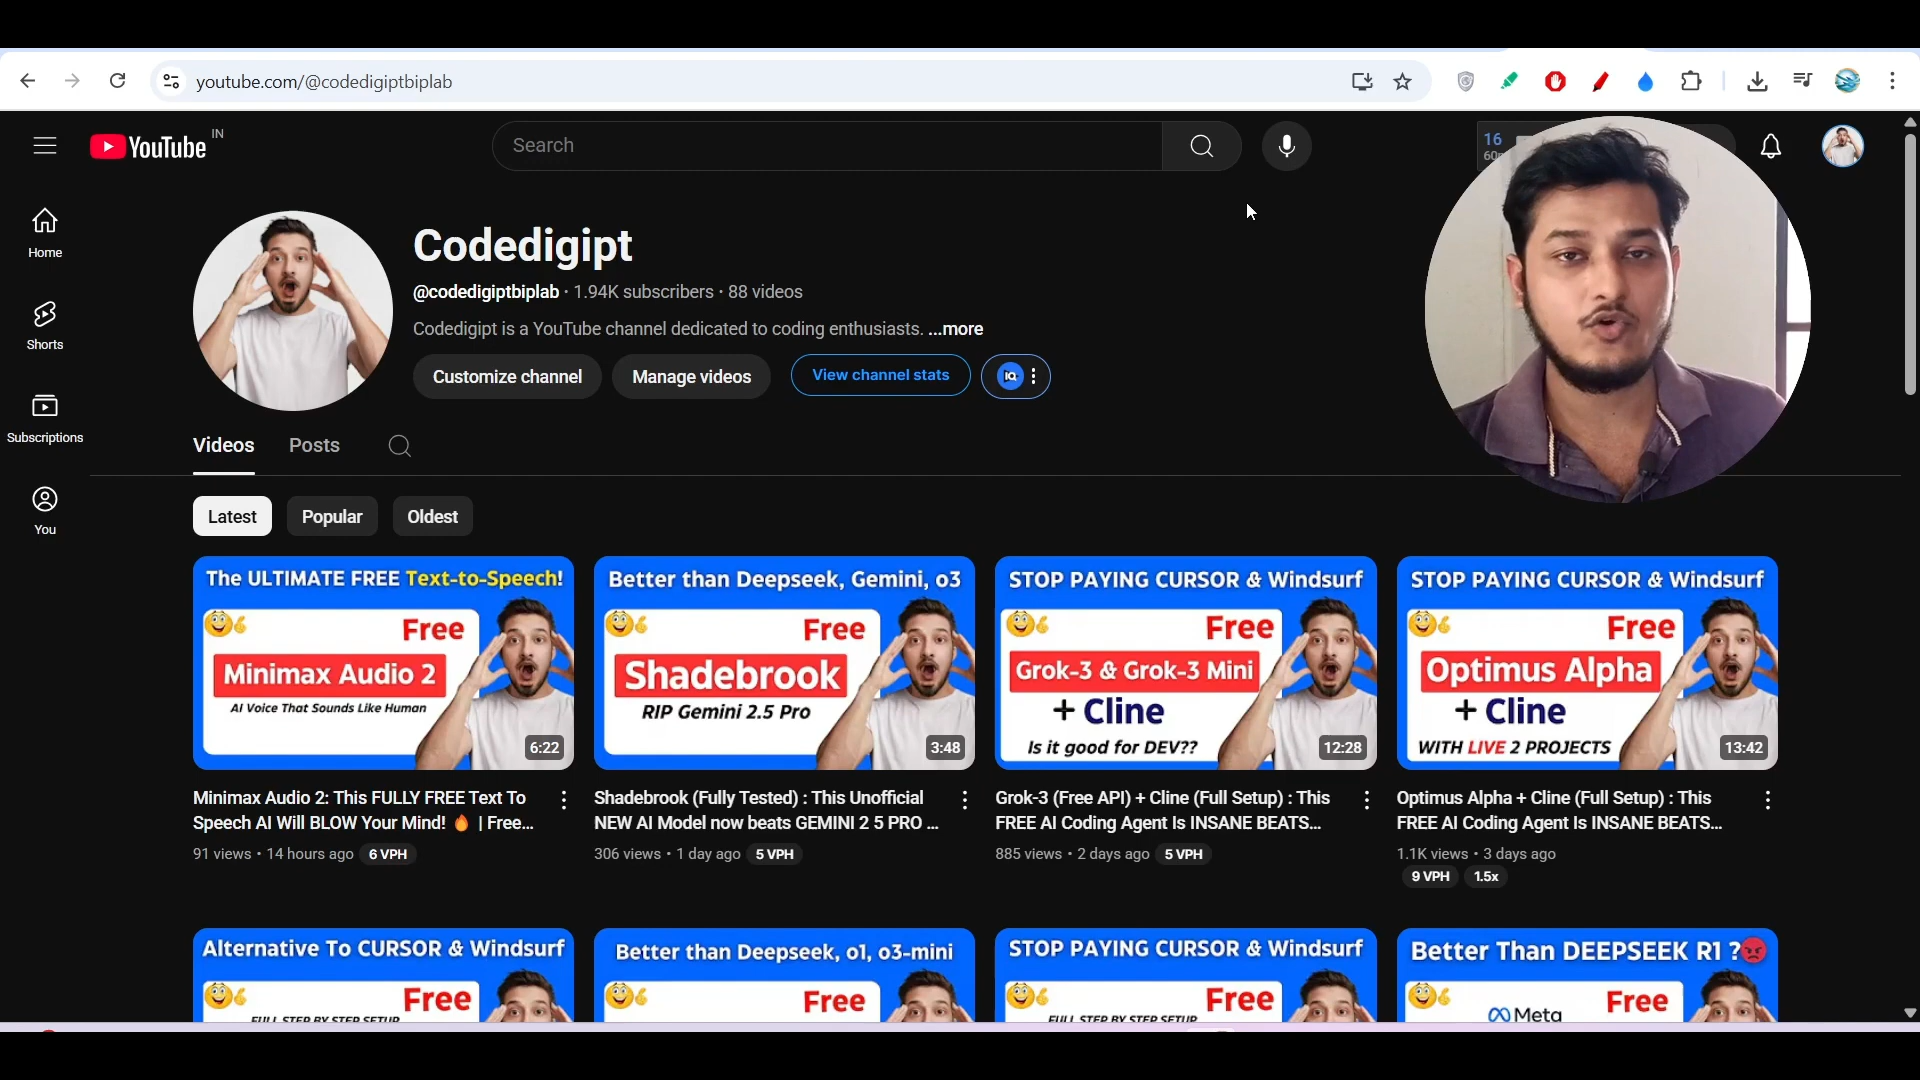 youtube.com/@codedigiptbiplab
YouTube IN
Search
16
Home
Shorts
Subscriptions
You
Codedigipt
@codedigiptbiplab · 1.94K subscribers · 88 videos
Codedigipt is a YouTube channel dedicated to coding enthusiasts. ...more
Customize channel Manage videos View channel stats IQ
Videos Posts
Latest Popular Oldest
The ULTIMATE FREE Text-to-Speech!
Free
Minimax Audio 2
AI Voice That Sounds Like Human
6:22
Minimax Audio 2: This FULLY FREE Text To
Speech AI Will BLOW Your Mind! 🔥 | Free...
91 views · 14 hours ago 6 VPH
Better than Deepseek, Gemini, o3
Free
Shadebrook
RIP Gemini 2.5 Pro
3:48
Shadebrook (Fully Tested) : This Unofficial
NEW AI Model now beats GEMINI 2 5 PRO ...
306 views · 1 day ago 5 VPH
STOP PAYING CURSOR & Windsurf
Free
Grok-3 & Grok-3 Mini
+ Cline
Is it good for DEV??
12:28
Grok-3 (Free API) + Cline (Full Setup) : This
FREE AI Coding Agent Is INSANE BEATS...
885 views · 2 days ago 5 VPH
STOP PAYING CURSOR & Windsurf
Free
Optimus Alpha
+ Cline
WITH LIVE 2 PROJECTS
13:42
Optimus Alpha + Cline (Full Setup) : This
FREE AI Coding Agent Is INSANE BEATS...
1.1K views · 3 days ago
9 VPH 1.5x
Alternative To CURSOR & Windsurf
Free
FULL STEP BY STEP SETUP
Better than Deepseek, o1, o3-mini
Free
STOP PAYING CURSOR & Windsurf
Free
FULL STEP BY STEP SETUP
Better Than DEEPSEEK R1 ?
Free
Meta